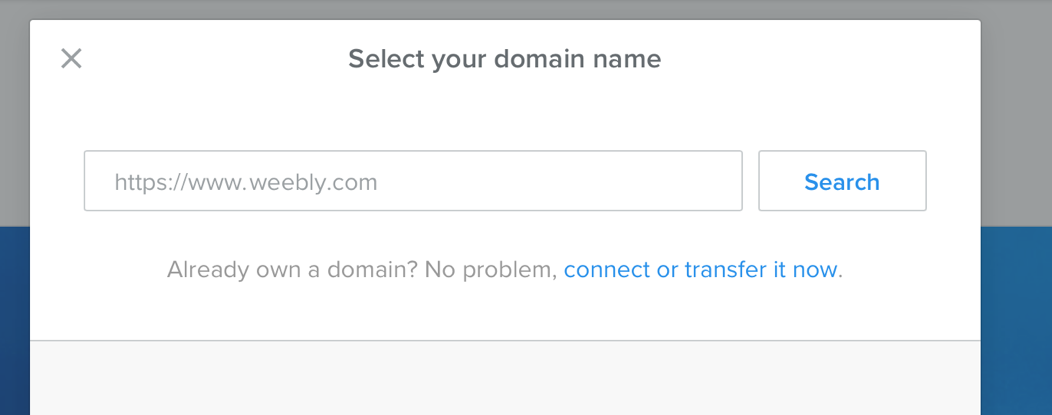 Select your domain name
https://www.weebly.com
Search
Already own a domain? No problem, connect or transfer it now.